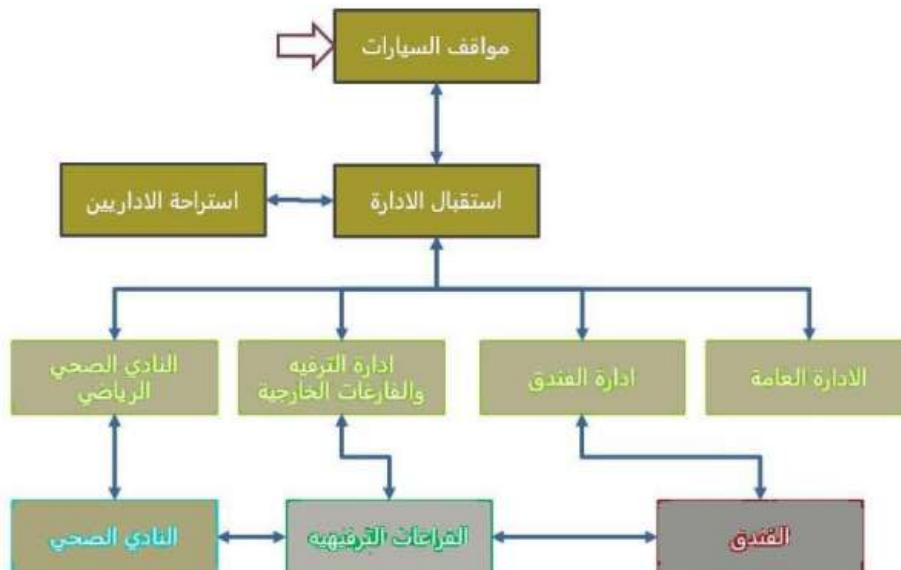 مواقف السيارات
استقبال الادارة
استراحة الاداريين
النادي الصحي
الرياضي
ادارة الترفيه
والفارغات الخارجية
ادارة الفندق
الادارة العامة
النادي الصحي
الفراغات الترفيهيه
الفندق